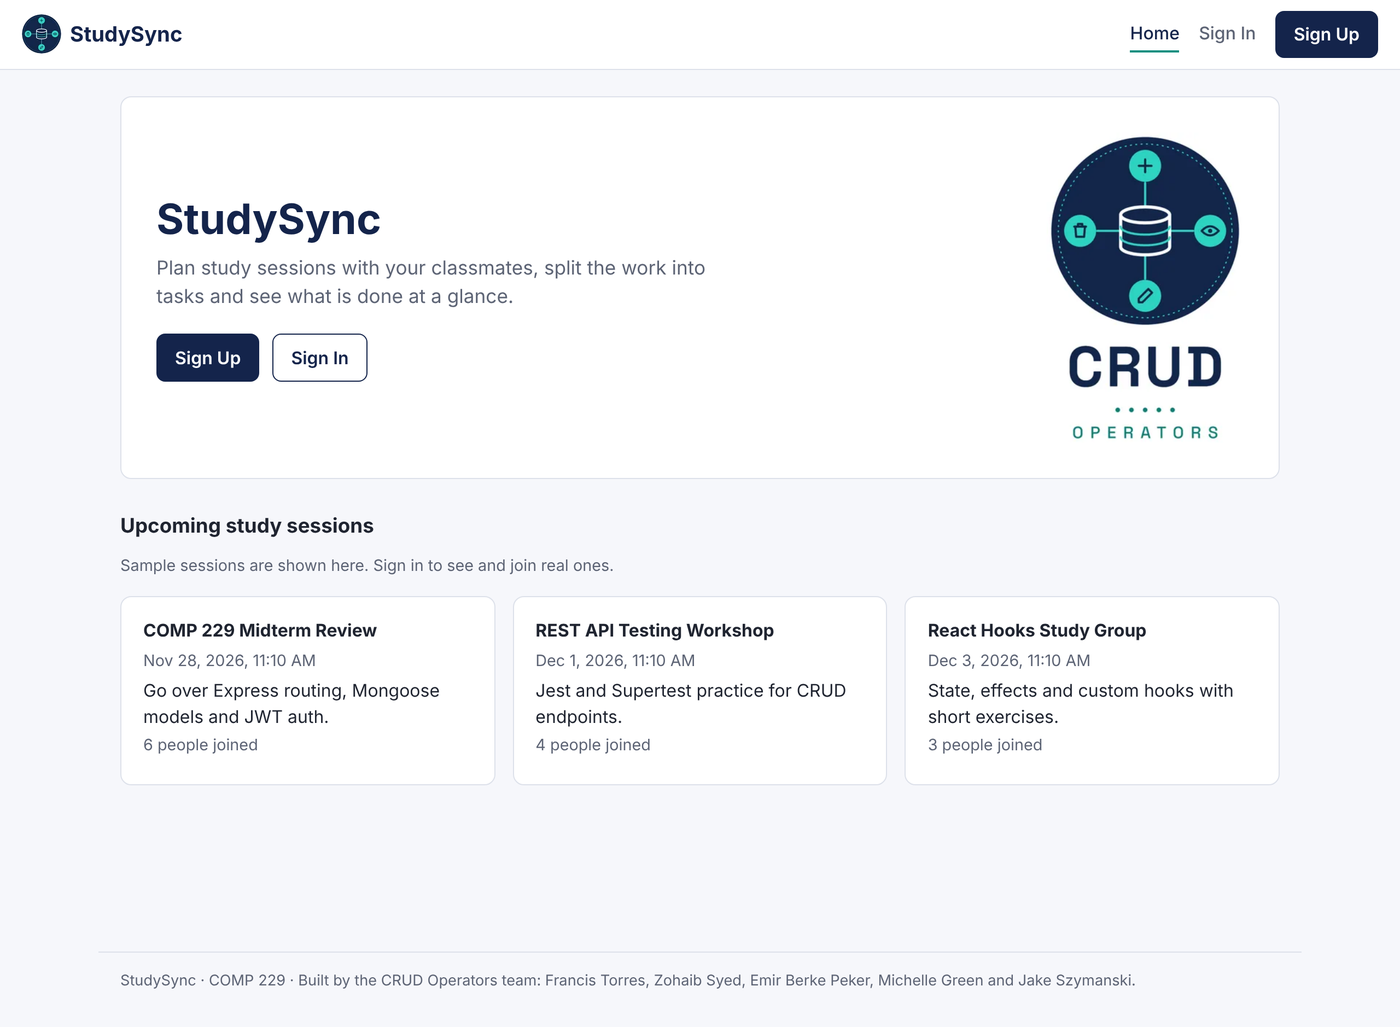 StudySync
Home
Sign In
Sign Up
StudySync
Plan study sessions with your classmates, split the work into
tasks and see what is done at a glance.
Sign Up
Sign In
CRUD
OPERATORS
Upcoming study sessions
Sample sessions are shown here. Sign in to see and join real ones.
COMP 229 Midterm Review
Nov 28, 2026, 11:10 AM
Go over Express routing, Mongoose
models and JWT auth.
6 people joined
REST API Testing Workshop
Dec 1, 2026, 11:10 AM
Jest and Supertest practice for CRUD
endpoints.
4 people joined
React Hooks Study Group
Dec 3, 2026, 11:10 AM
State, effects and custom hooks with
short exercises.
3 people joined
StudySync · COMP 229 · Built by the CRUD Operators team: Francis Torres, Zohaib Syed, Emir Berke Peker, Michelle Green and Jake Szymanski.